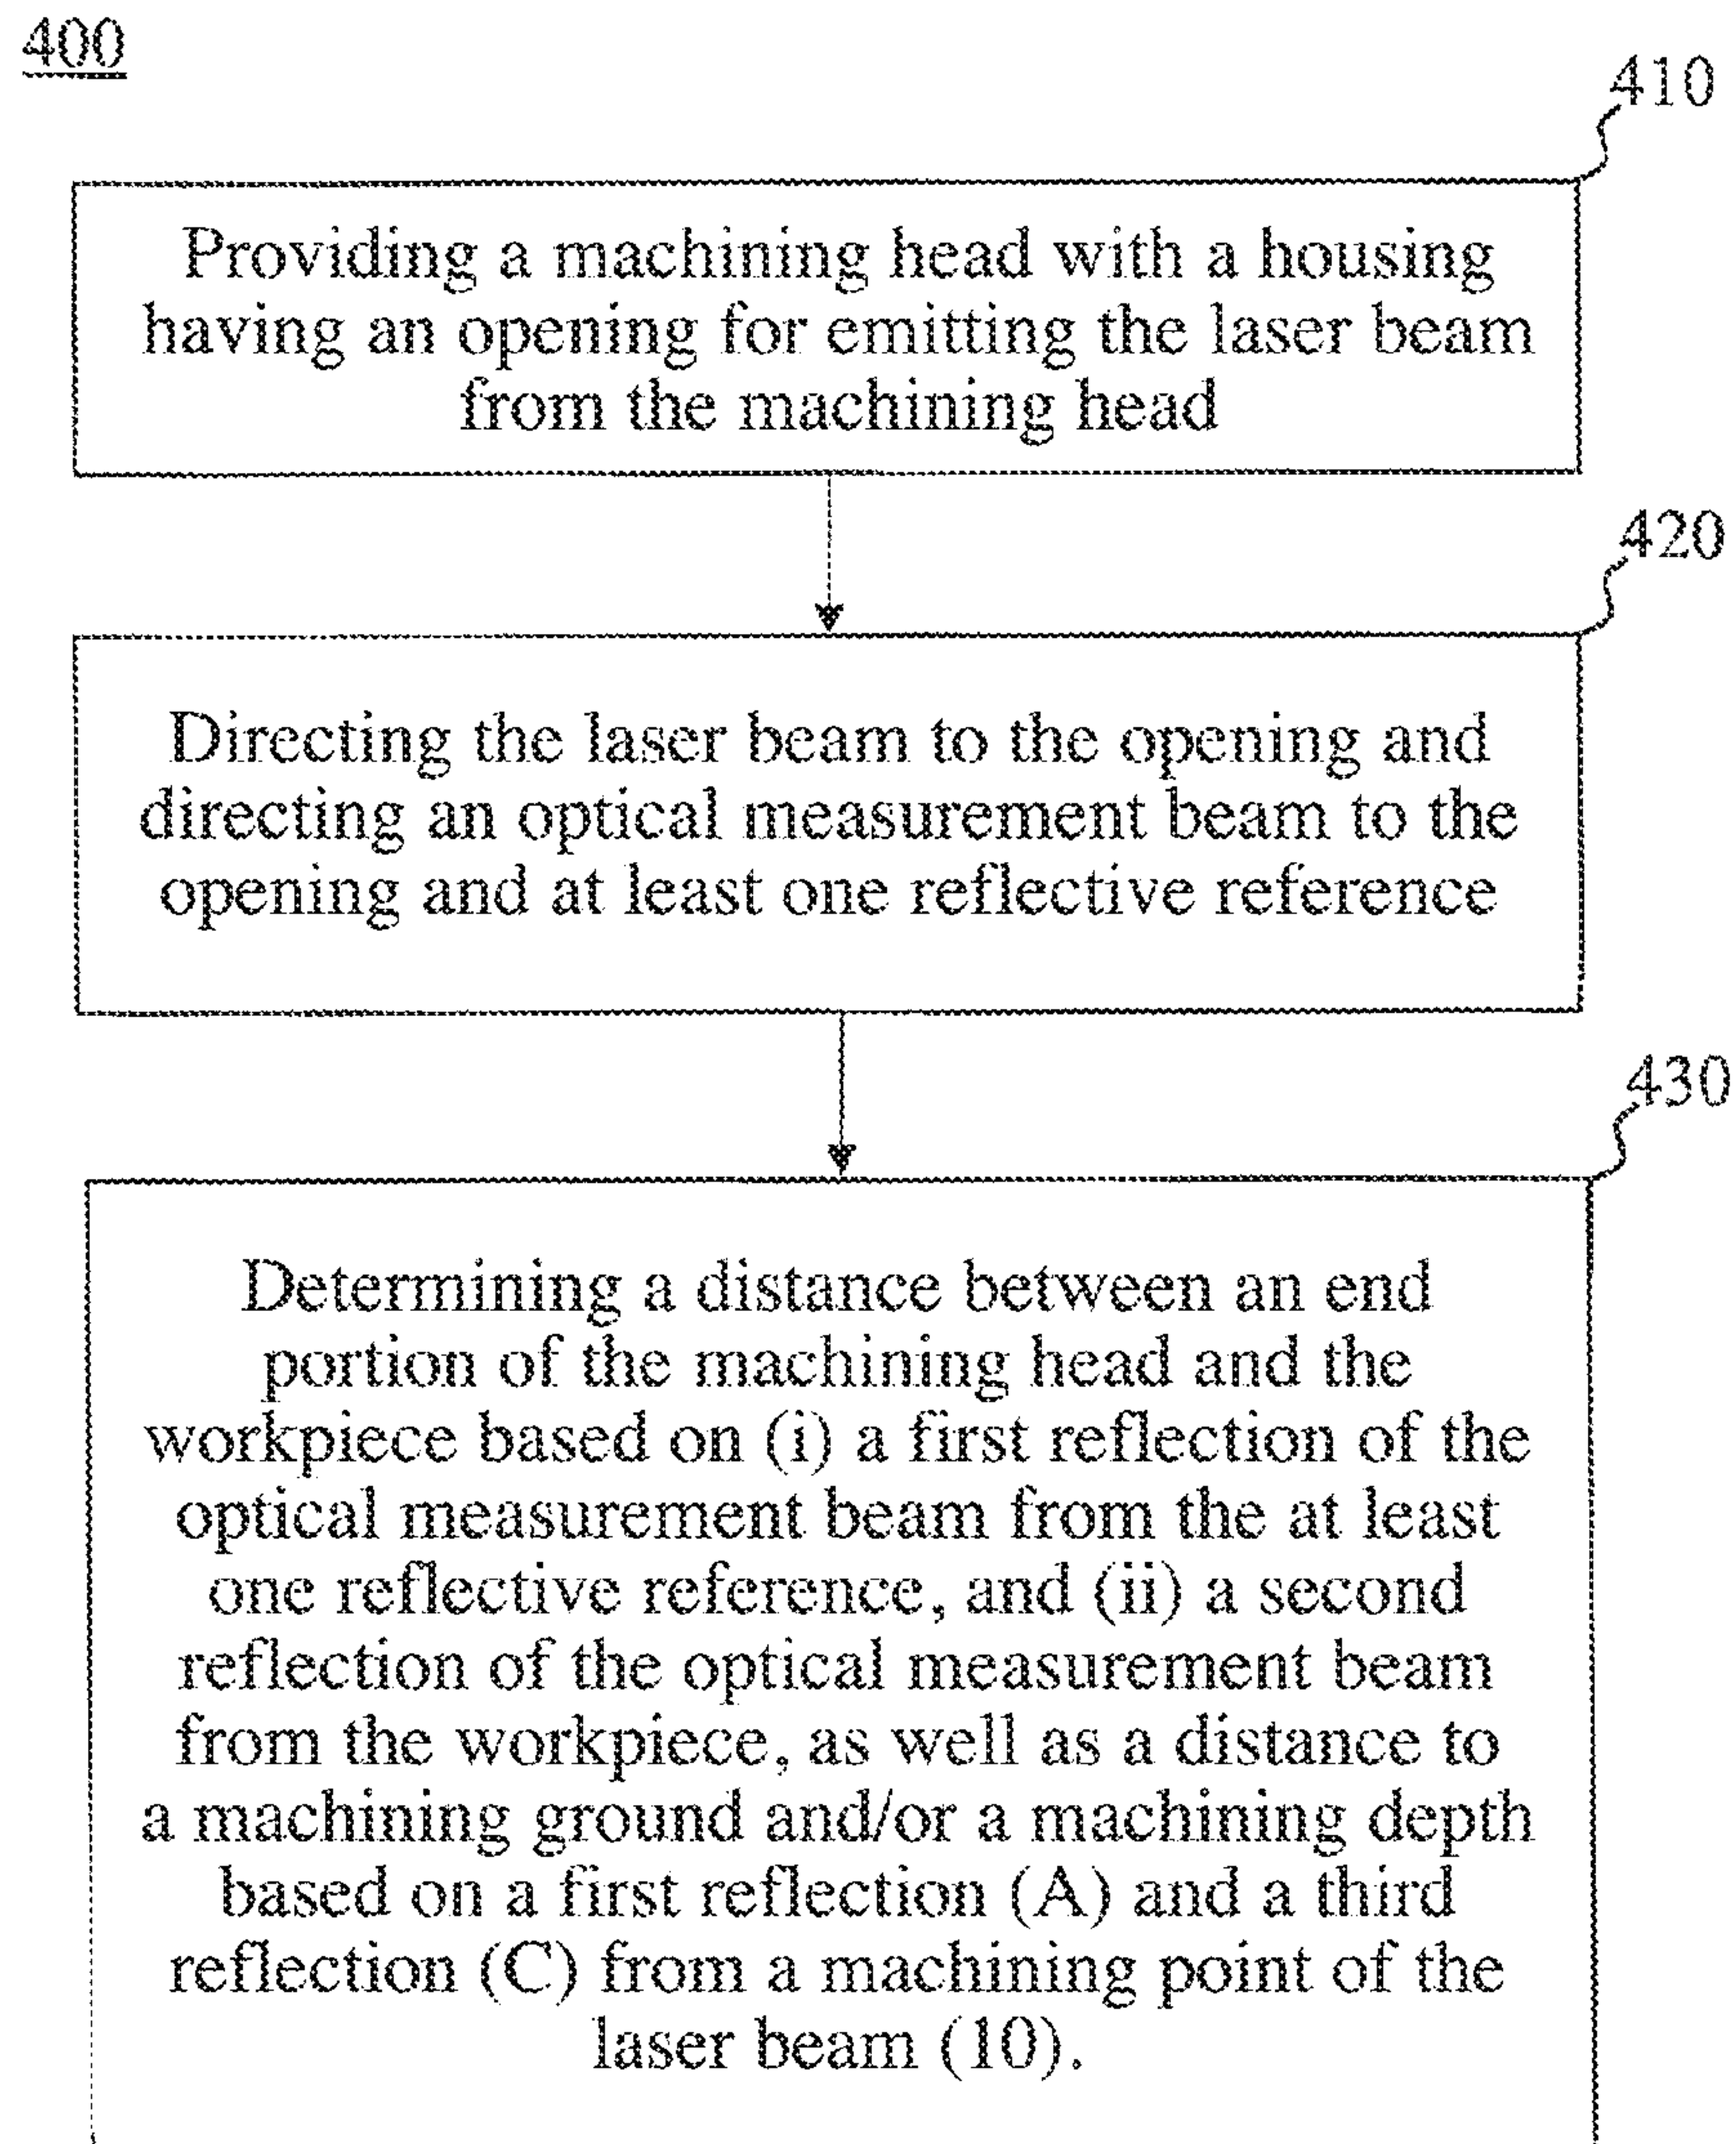 400
410
Providing a machining head with a housing
having an opening for emitting the laser beam
from the machining head
420
Directing the laser beam to the opening and
directing an optical measurement beam to the
opening and at least one reflective reference
430
Determining a distance between an end
portion of the machining head and the
workpiece based on (i) a first reflection of the
optical measurement beam from the at least
one reflective reference, and (ii) a second
reflection of the optical measurement beam
from the workpiece, as well as a distance to
a machining ground and/or a machining depth
based on a first reflection (A) and a third
reflection (C) from a machining point of the
laser beam (10).